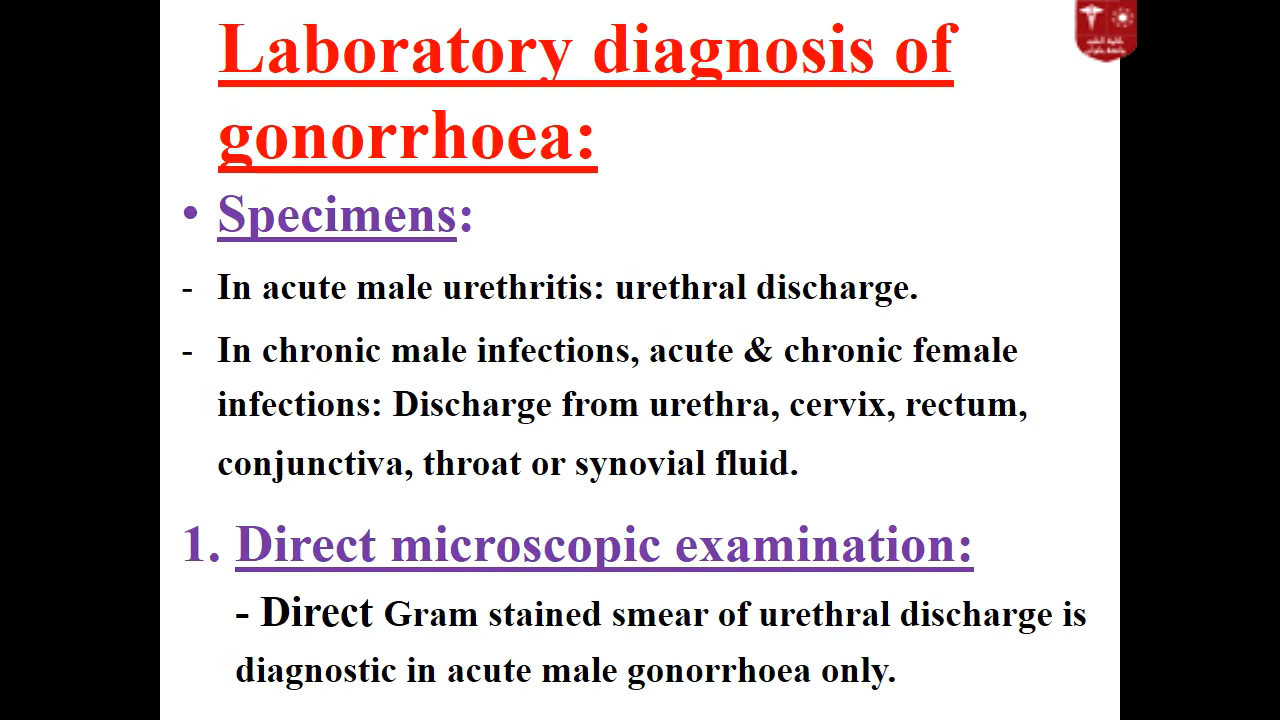 Laboratory diagnosis of
gonorrhoea:
• Specimens:
- In acute male urethritis: urethral discharge.
- In chronic male infections, acute & chronic female
infections: Discharge from urethra, cervix, rectum,
conjunctiva, throat or synovial fluid.
1. Direct microscopic examination:
- Direct Gram stained smear of urethral discharge is
diagnostic in acute male gonorrhoea only.